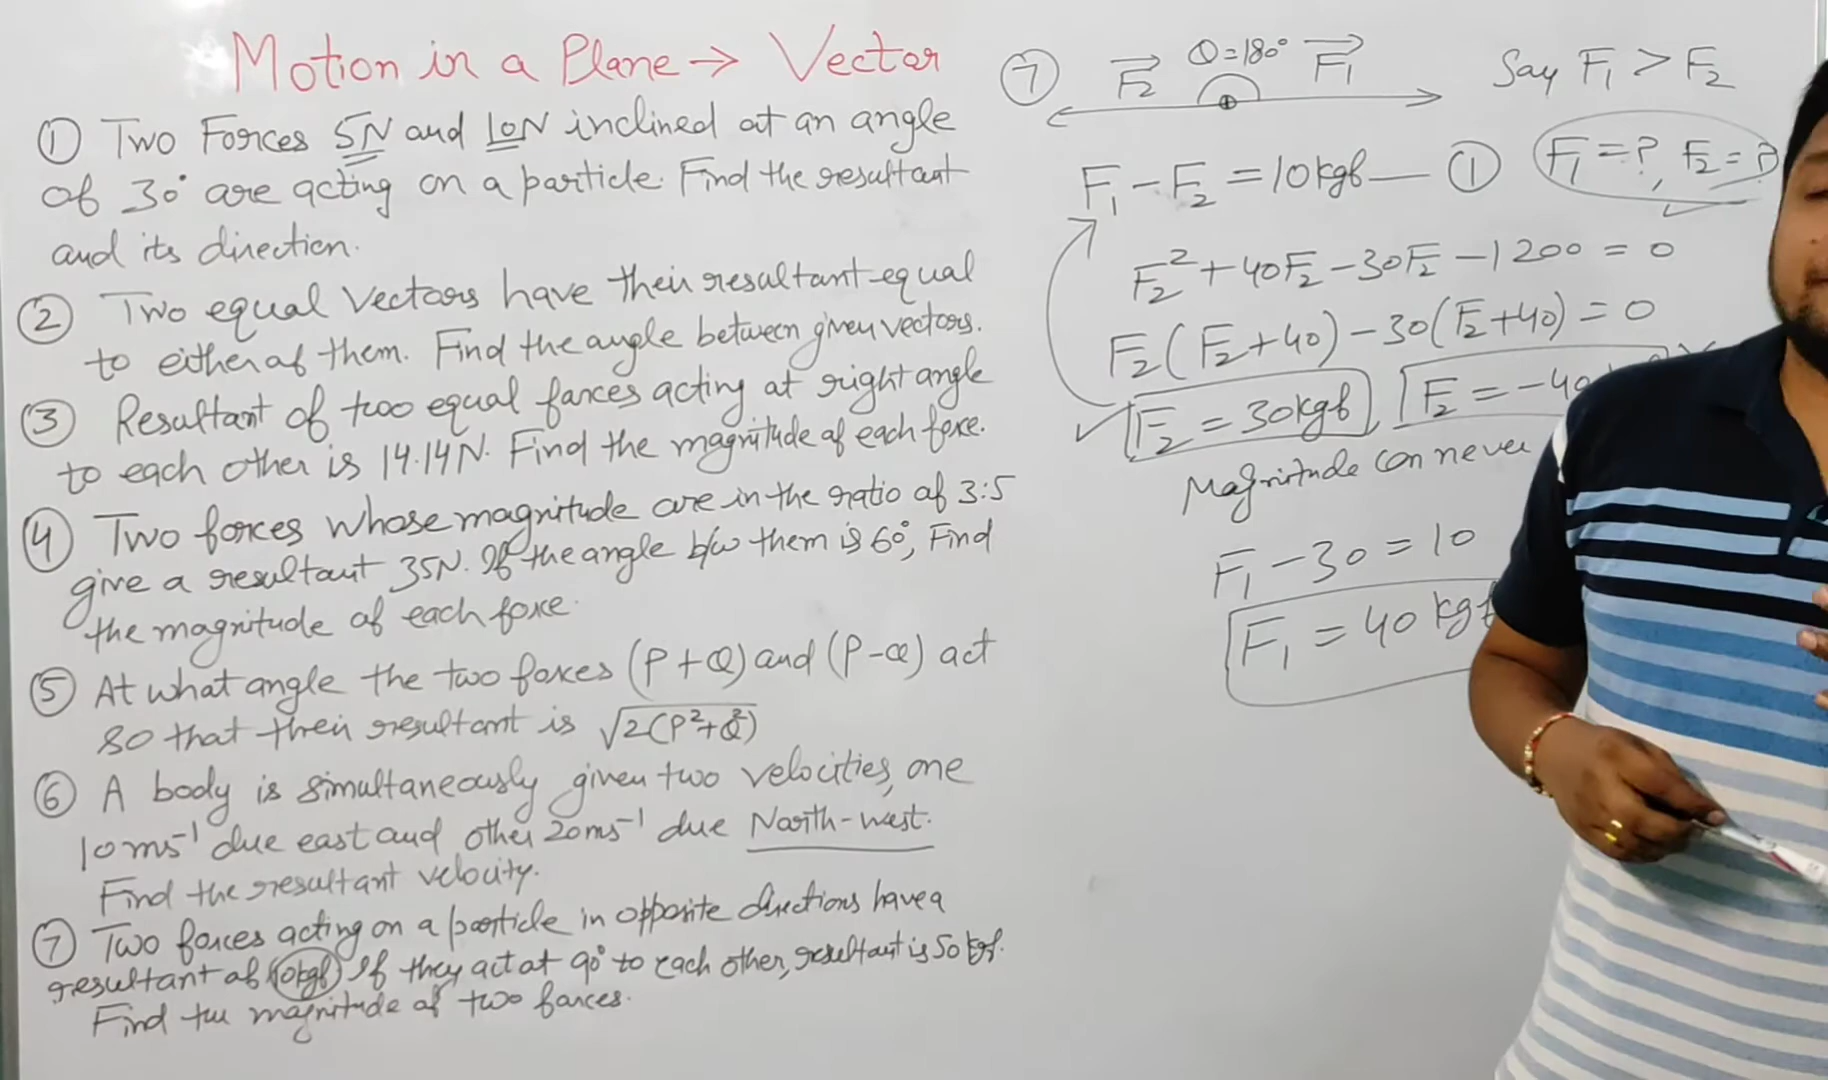 Motion in a Plane → Vector
① Two Forces 5N and 10N inclined at an angle
of 30° are acting on a particle. Find the resultant
and its direction.
② Two equal Vectors have their resultant equal
to either of them. Find the angle between given vectors.
③ Resultant of two equal forces acting at right angle
to each other is 14.14N. Find the magnitude of each force.
④ Two forces whose magnitude are in the ratio of 3:5
give a resultant 35N. If the angle b/w them is 60°, Find
the magnitude of each force.
⑤ At what angle the two forces (P+Q) and (P-Q) act
so that their resultant is √2(P²+Q²)
⑥ A body is simultaneously given two velocities, one
10ms⁻¹ due east and other 20ms⁻¹ due North-west.
Find the resultant velocity.
⑦ Two forces acting on a particle in opposite directions have a
resultant of 10kgf. If they act at 90° to each other, resultant is 50 kgf.
Find the magnitude of two forces.
⑦ F₂ θ=180° F₁ Say F₁ > F₂
F₁ - F₂ = 10kgf — ① F₁ = ?, F₂ = ?
F₂² + 40F₂ - 30F₂ - 1200 = 0
F₂(F₂+40) - 30(F₂+40) = 0
F₂ = 30kgf, F₂ = -40
Magnitude can never
F₁ - 30 = 10
F₁ = 40 kgf